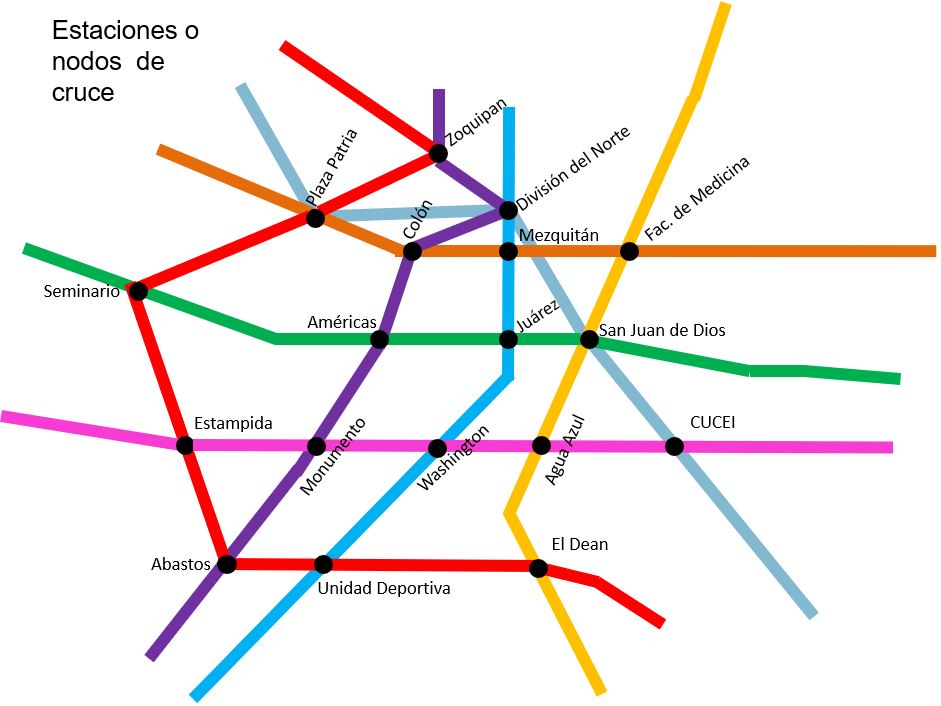 Estaciones o
nodos de
cruce
Zoquipan
Plaza Patria
División del Norte
Colón
Mezquitán
Fac. de Medicina
Seminario
Américas
Juárez
San Juan de Dios
Estampida
Monumento
Washington
Agua Azul
CUCEI
Abastos
El Dean
Unidad Deportiva